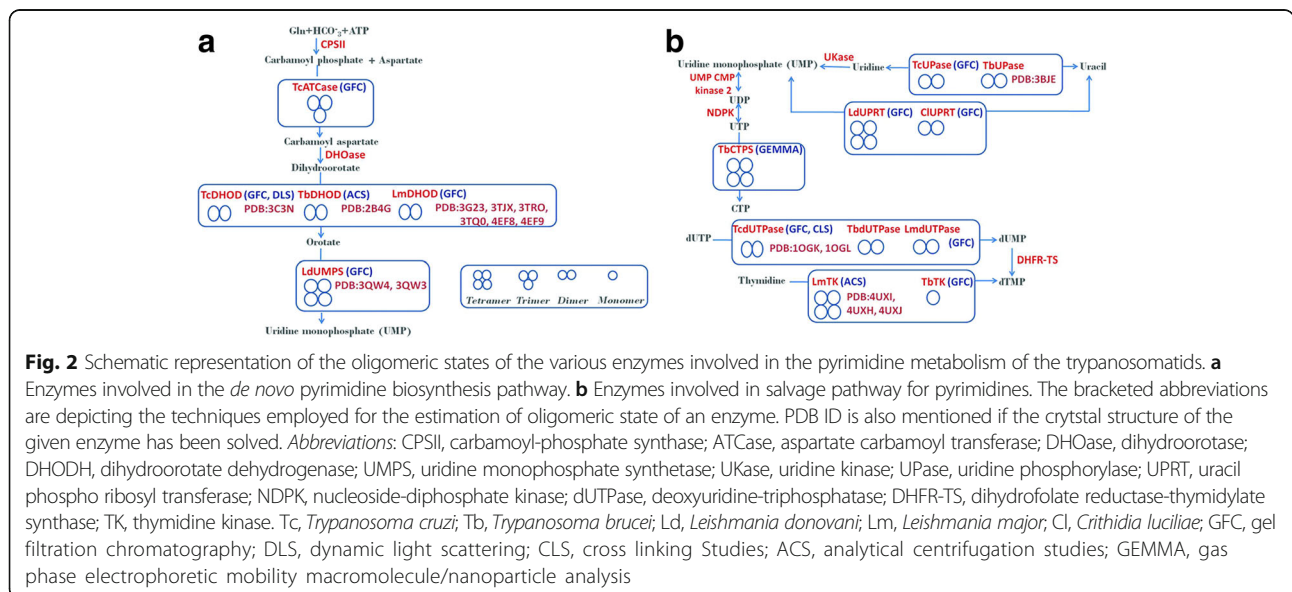 a
Glu+HCO⁻₃+ATP
CPSII
Carbamoyl phosphate + Aspartate
TcATCase (GFC)
Carbamoyl aspartate
DHOase
Dihydroorotate
TcDHOD (GFC, DLS) TbDHOD (ACS) LmDHOD (GFC)
PDB:3C3N PDB:2B4G PDB:3G23, 3TJX, 3TRO,
3TQ0, 4EF8, 4EF9
Orotate
LdUMPS (GFC)
PDB:3QW4, 3QW3
Uridine monophosphate (UMP)
Tetramer Trimer Dimer Monomer
b
Uridine monophosphate (UMP) UKase Uridine TcUPase (GFC) TbUPase Uracil
PDB:3BJE
UMP CMP
kinase 2
UDP
NDPK
UTP
LdUPRT (GFC) ClUPRT (GFC)
TbCTPS (GEMMA)
CTP
dUTP TcdUTPase (GFC, CLS) TbdUTPase LmdUTPase dUMP
PDB:1OGK, 1OGL (GFC)
DHFR-TS
Thymidine LmTK (ACS) TbTK (GFC) dTMP
PDB:4UXI,
4UXH, 4UXJ
Fig. 2 Schematic representation of the oligomeric states of the various enzymes involved in the pyrimidine metabolism of the trypanosomatids. a
Enzymes involved in the de novo pyrimidine biosynthesis pathway. b Enzymes involved in salvage pathway for pyrimidines. The bracketed abbreviations
are depicting the techniques employed for the estimation of oligomeric state of an enzyme. PDB ID is also mentioned if the crytstal structure of the
given enzyme has been solved. Abbreviations: CPSII, carbamoyl-phosphate synthase; ATCase, aspartate carbamoyl transferase; DHOase, dihydroorotase;
DHODH, dihydroorotate dehydrogenase; UMPS, uridine monophosphate synthetase; UKase, uridine kinase; UPase, uridine phosphorylase; UPRT, uracil
phospho ribosyl transferase; NDPK, nucleoside-diphosphate kinase; dUTPase, deoxyuridine-triphosphatase; DHFR-TS, dihydrofolate reductase-thymidylate
synthase; TK, thymidine kinase. Tc, Trypanosoma cruzi; Tb, Trypanosoma brucei; Ld, Leishmania donovani; Lm, Leishmania major; Cl, Crithidia luciliae; GFC, gel
filtration chromatography; DLS, dynamic light scattering; CLS, cross linking Studies; ACS, analytical centrifugation studies; GEMMA, gas
phase electrophoretic mobility macromolecule/nanoparticle analysis